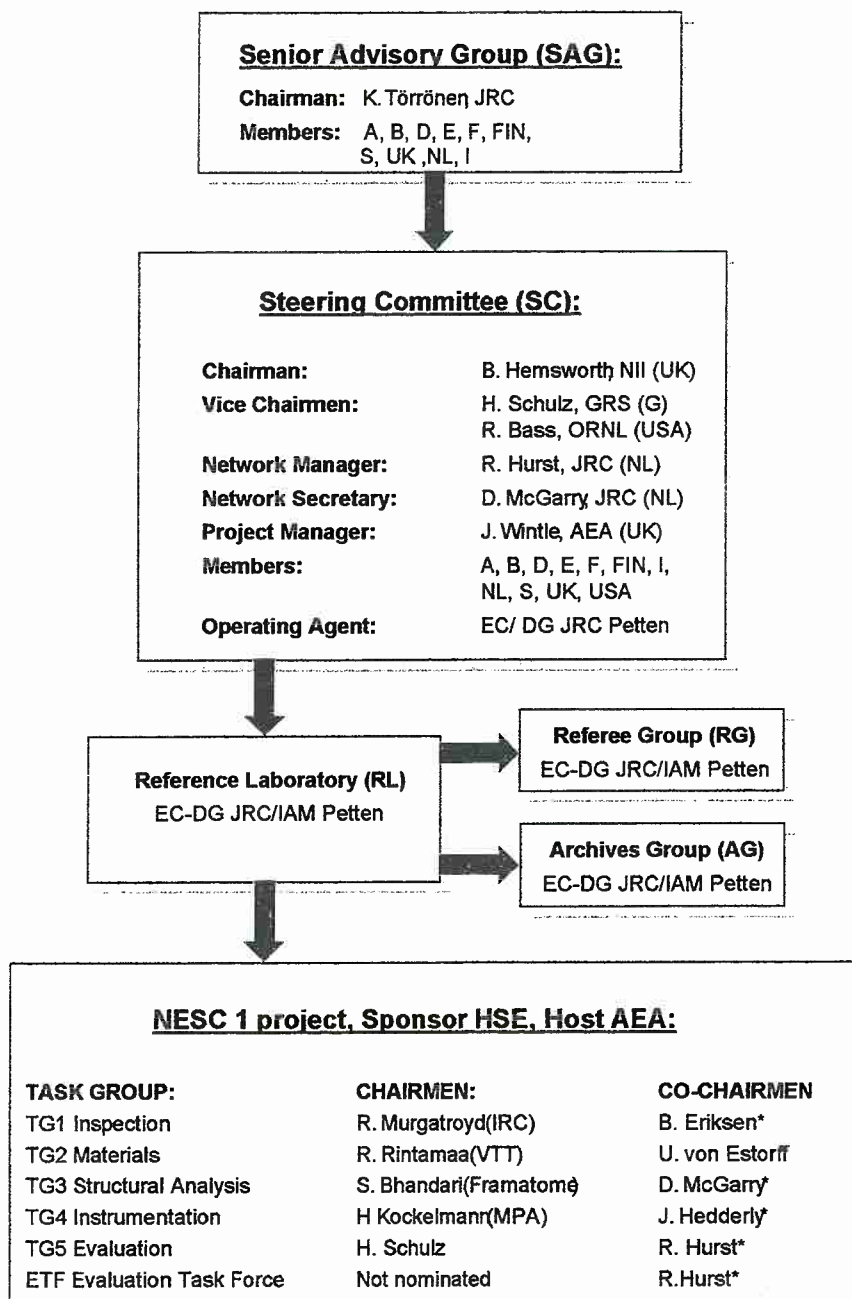 Senior Advisory Group (SAG):
Chairman: K. Törrönen, JRC
Members: A, B, D, E, F, FIN,
S, UK ,NL, I
Steering Committee (SC):
Chairman: B. Hemsworth, NII (UK)
Vice Chairmen: H. Schulz, GRS (G)
R. Bass, ORNL (USA)
Network Manager: R. Hurst, JRC (NL)
Network Secretary: D. McGarry, JRC (NL)
Project Manager: J. Wintle, AEA (UK)
Members: A, B, D, E, F, FIN, I,
NL, S, UK, USA
Operating Agent: EC/ DG JRC Petten
Reference Laboratory (RL)
EC-DG JRC/IAM Petten
Referee Group (RG)
EC-DG JRC/IAM Petten
Archives Group (AG)
EC-DG JRC/IAM Petten
NESC 1 project, Sponsor HSE, Host AEA:
TASK GROUP: CHAIRMEN: CO-CHAIRMEN
TG1 Inspection R. Murgatroyd(IRC) B. Eriksen*
TG2 Materials R. Rintamaa(VTT) U. von Estorff
TG3 Structural Analysis S. Bhandari(Framatome) D. McGarry*
TG4 Instrumentation H Kockelmann(MPA) J. Hedderly*
TG5 Evaluation H. Schulz R. Hurst*
ETF Evaluation Task Force Not nominated R.Hurst*